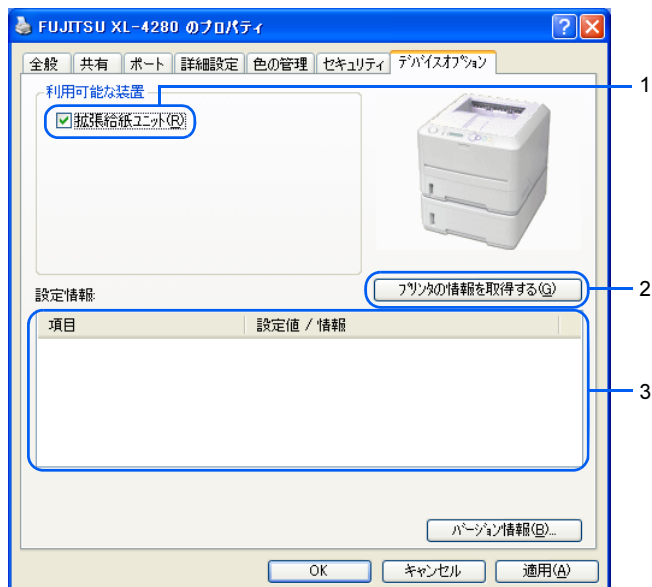 FUJITSU XL-4280 のプロパティ
全般 共有 ポート 詳細設定 色の管理 セキュリティ ﾃﾞﾊﾞｲｽｵﾌﾟｼｮﾝ
利用可能な装置
1
拡張給紙ﾕﾆｯﾄ(R)
ﾌﾟﾘﾝﾀの情報を取得する(G)
2
設定情報:
項目 設定値 / 情報
3
ﾊﾞｰｼﾞｮﾝ情報(B)...
OK キャンセル 適用(A)